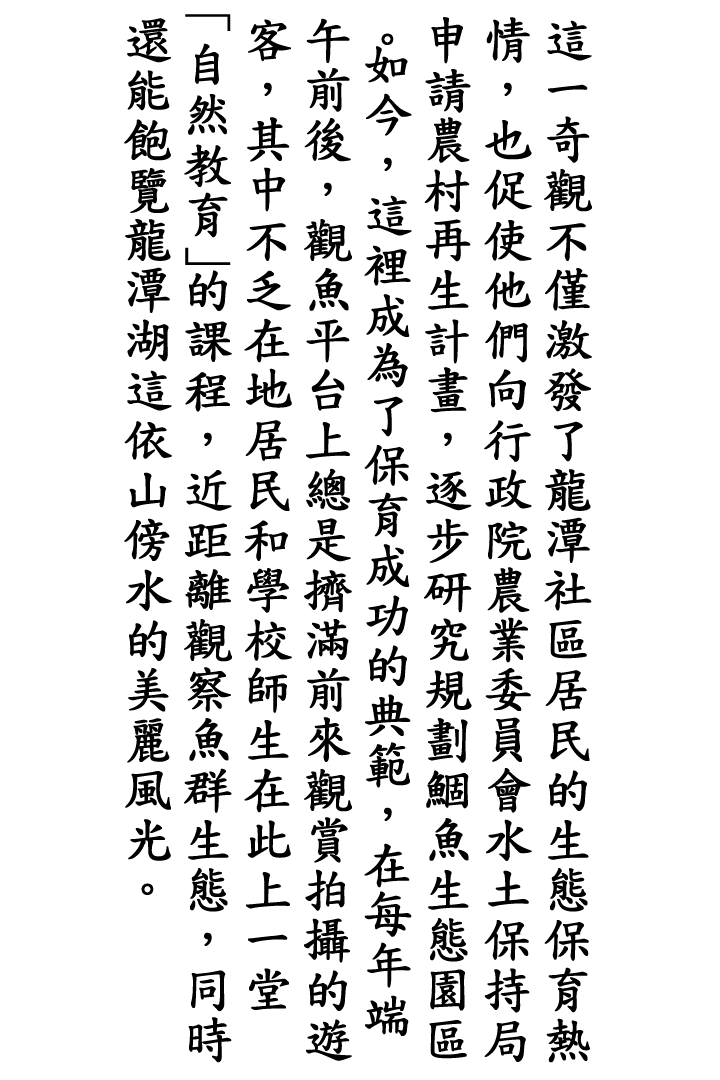 這一奇觀不僅激發了龍潭社區居民的生態保育熱
情，也促使他們向行政院農業委員會水土保持局
申請農村再生計畫，逐步研究規劃鯝魚生態園區
。如今，這裡成為了保育成功的典範，在每年端
午前後，觀魚平台上總是擠滿前來觀賞拍攝的遊
客，其中不乏在地居民和學校師生在此上一堂
「自然教育」的課程，近距離觀察魚群生態，同時
還能飽覽龍潭湖這依山傍水的美麗風光。